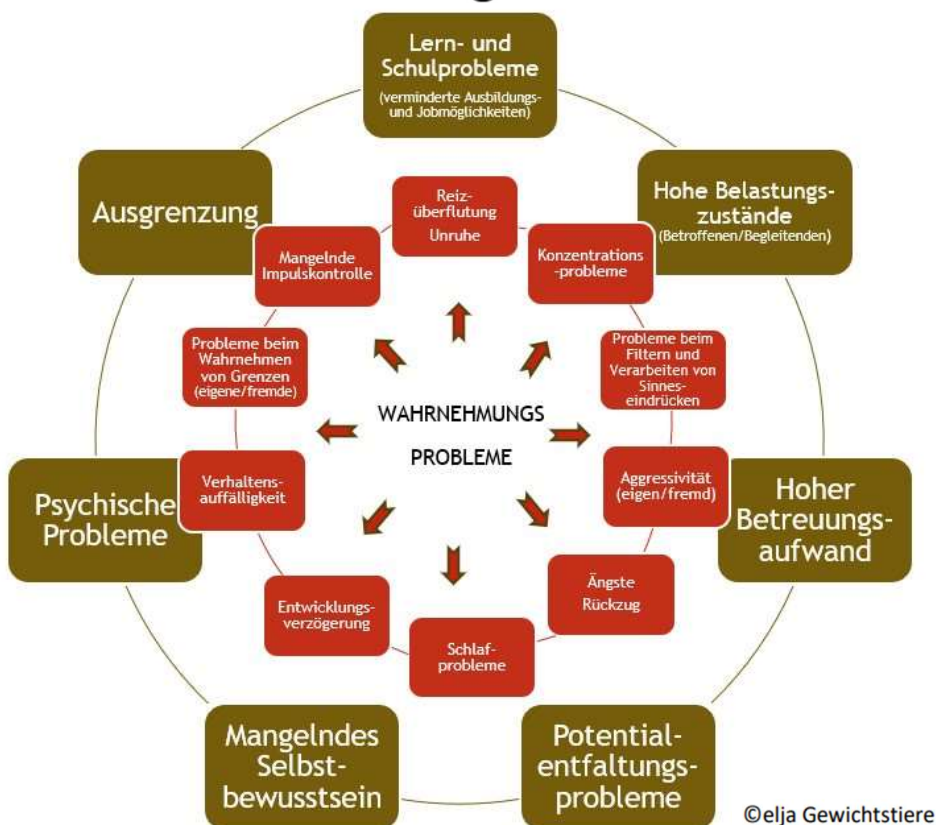 Lern- und
Schulprobleme
(verminderte Ausbildungs-
und Jobmöglichkeiten)
Ausgrenzung
Hohe Belastungs-
zustände
(Betroffenen/Begleitenden)
Reiz-
überflutung
Unruhe
Mangelnde
Impulskontrolle
Konzentrations
-probleme
Probleme beim
Wahrnehmen
von Grenzen
(eigene/fremde)
Probleme beim
Filtern und
Verarbeiten von
Sinnes-
eindrücken
WAHRNEHMUNGS
PROBLEME
Verhaltens-
auffälligkeit
Aggressivität
(eigen/fremd)
Psychische
Probleme
Hoher
Betreuungs-
aufwand
Entwicklungs-
verzögerung
Ängste
Rückzug
Schlaf-
probleme
Mangelndes
Selbst-
bewusstsein
Potential-
entfaltungs-
probleme
©elja Gewichtstiere